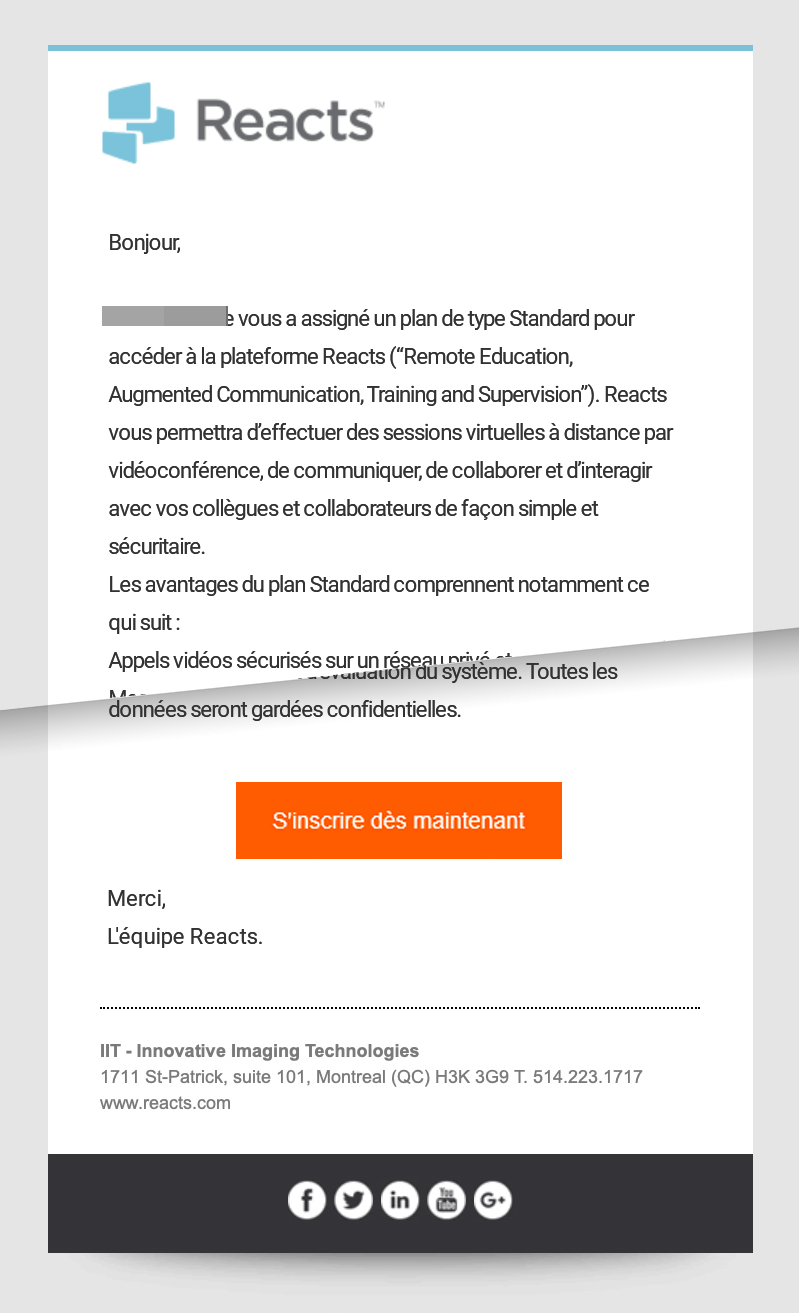 Reacts™
Bonjour,
e vous a assigné un plan de type Standard pour
accéder à la plateforme Reacts (“Remote Education,
Augmented Communication, Training and Supervision”). Reacts
vous permettra d’effectuer des sessions virtuelles à distance par
vidéoconférence, de communiquer, de collaborer et d’interagir
avec vos collègues et collaborateurs de façon simple et
sécuritaire.
Les avantages du plan Standard comprennent notamment ce
qui suit :
Appels vidéos sécurisés sur un réseau privé et
d’évaluation du système. Toutes les
données seront gardées confidentielles.
S'inscrire dès maintenant
Merci,
L'équipe Reacts.
IIT - Innovative Imaging Technologies
1711 St-Patrick, suite 101, Montreal (QC) H3K 3G9 T. 514.223.1717
www.reacts.com
f in You Tube G+